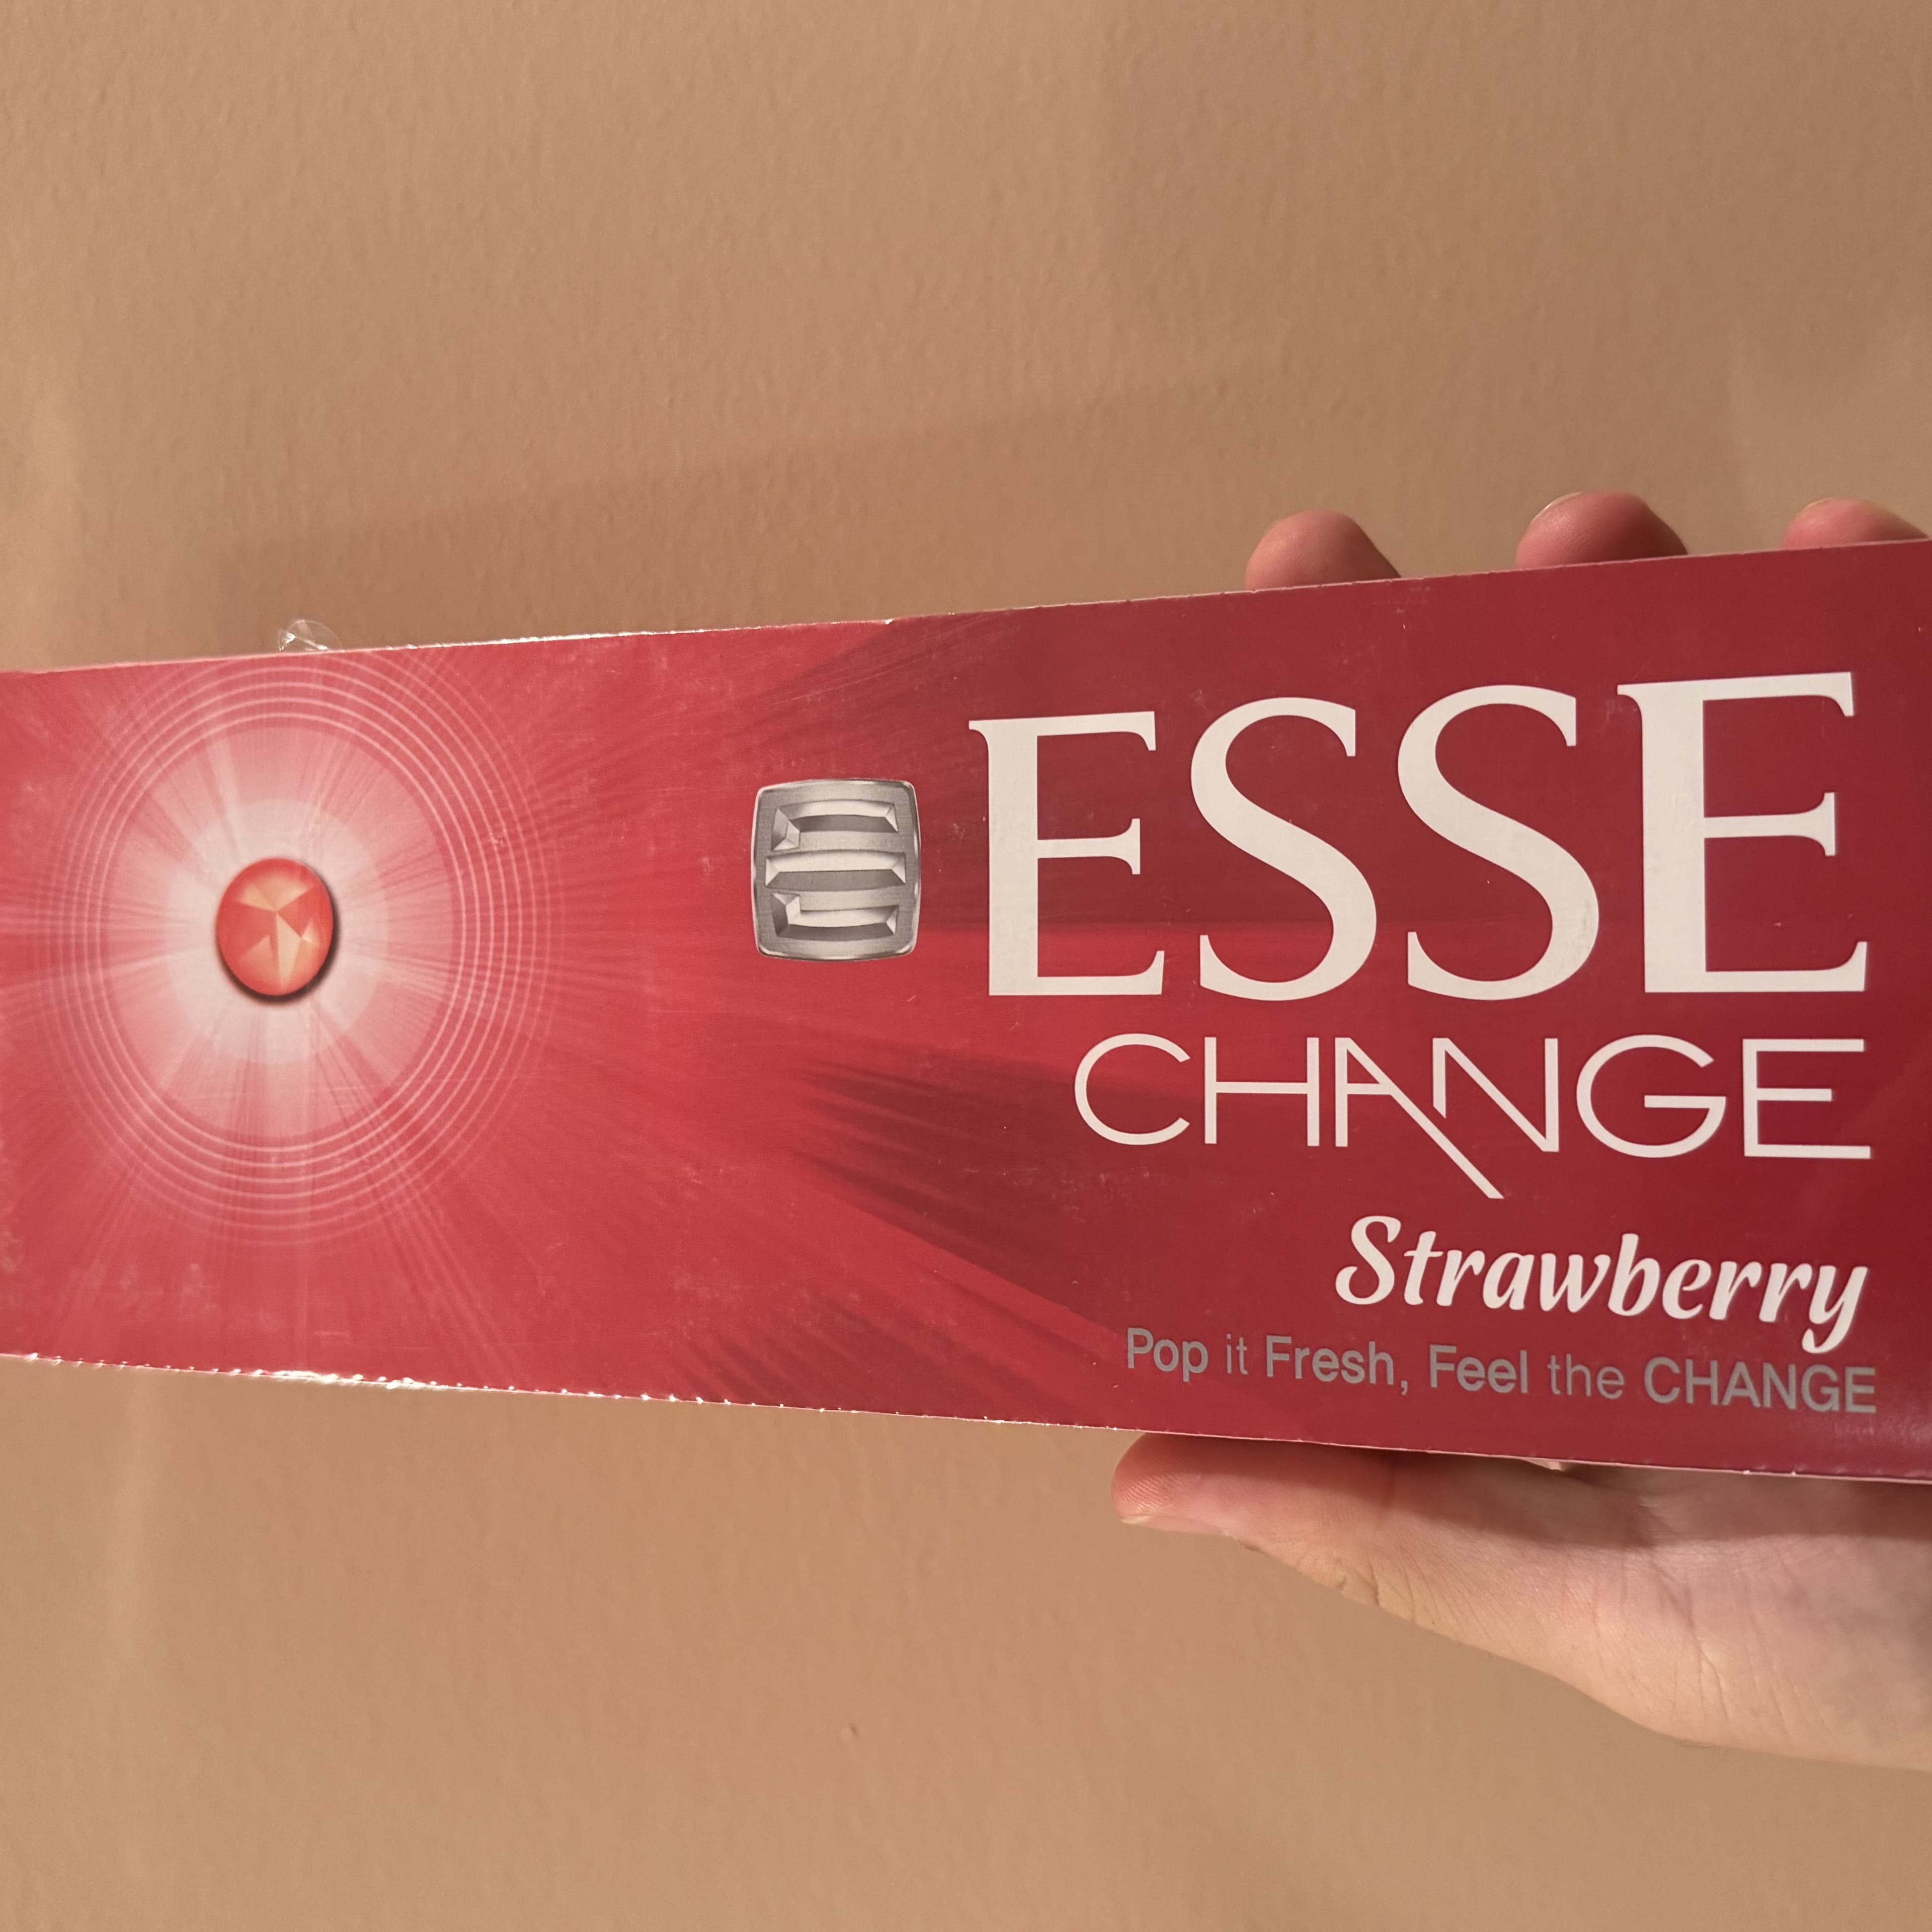 ESSE
CHANGE
Strawberry
Pop it Fresh, Feel the CHANGE